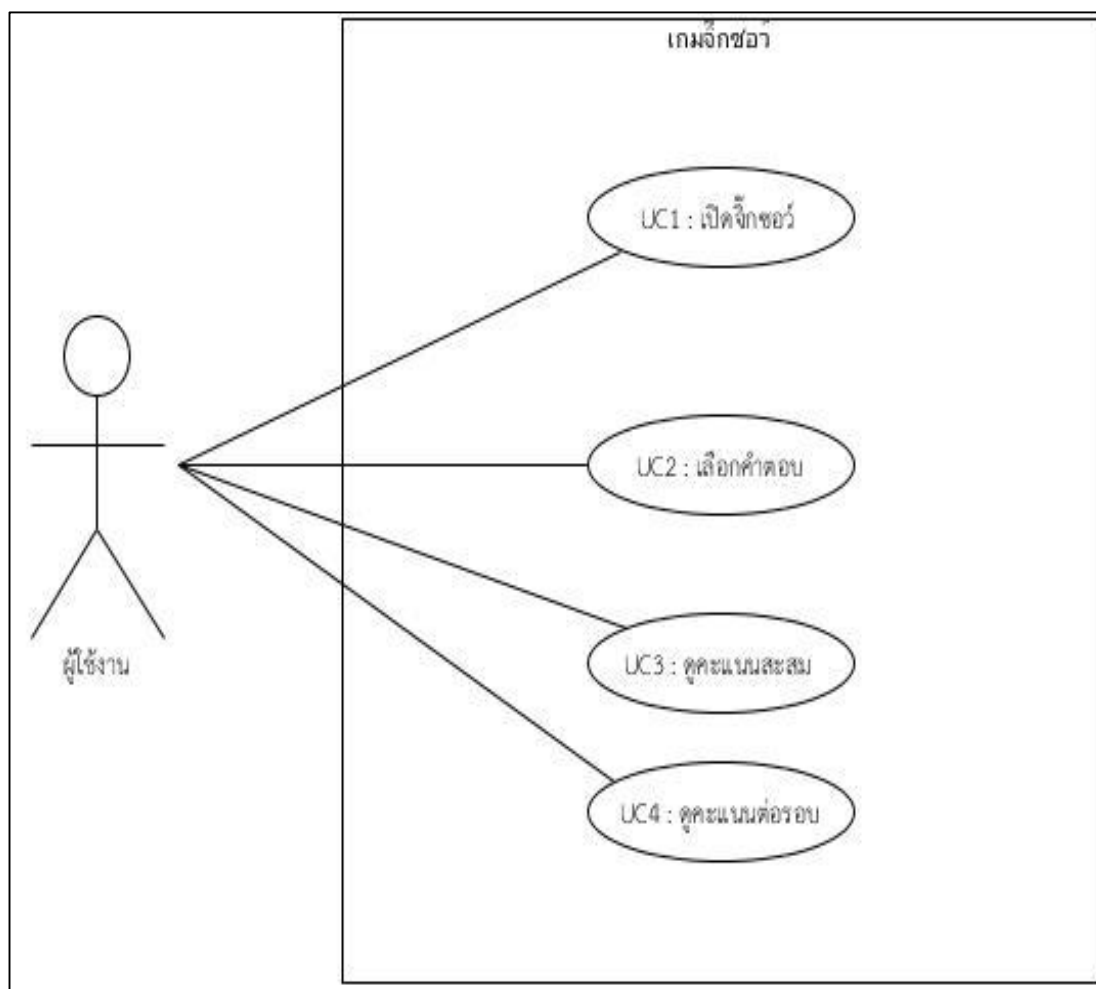 เกมจิ๊กซอว์
UC1 : เปิดจิ๊กซอว์
UC2 : เลือกคำตอบ
UC3 : ดูคะแนนสะสม
ผู้ใช้งาน
UC4 : ดูคะแนนต่อรอบ